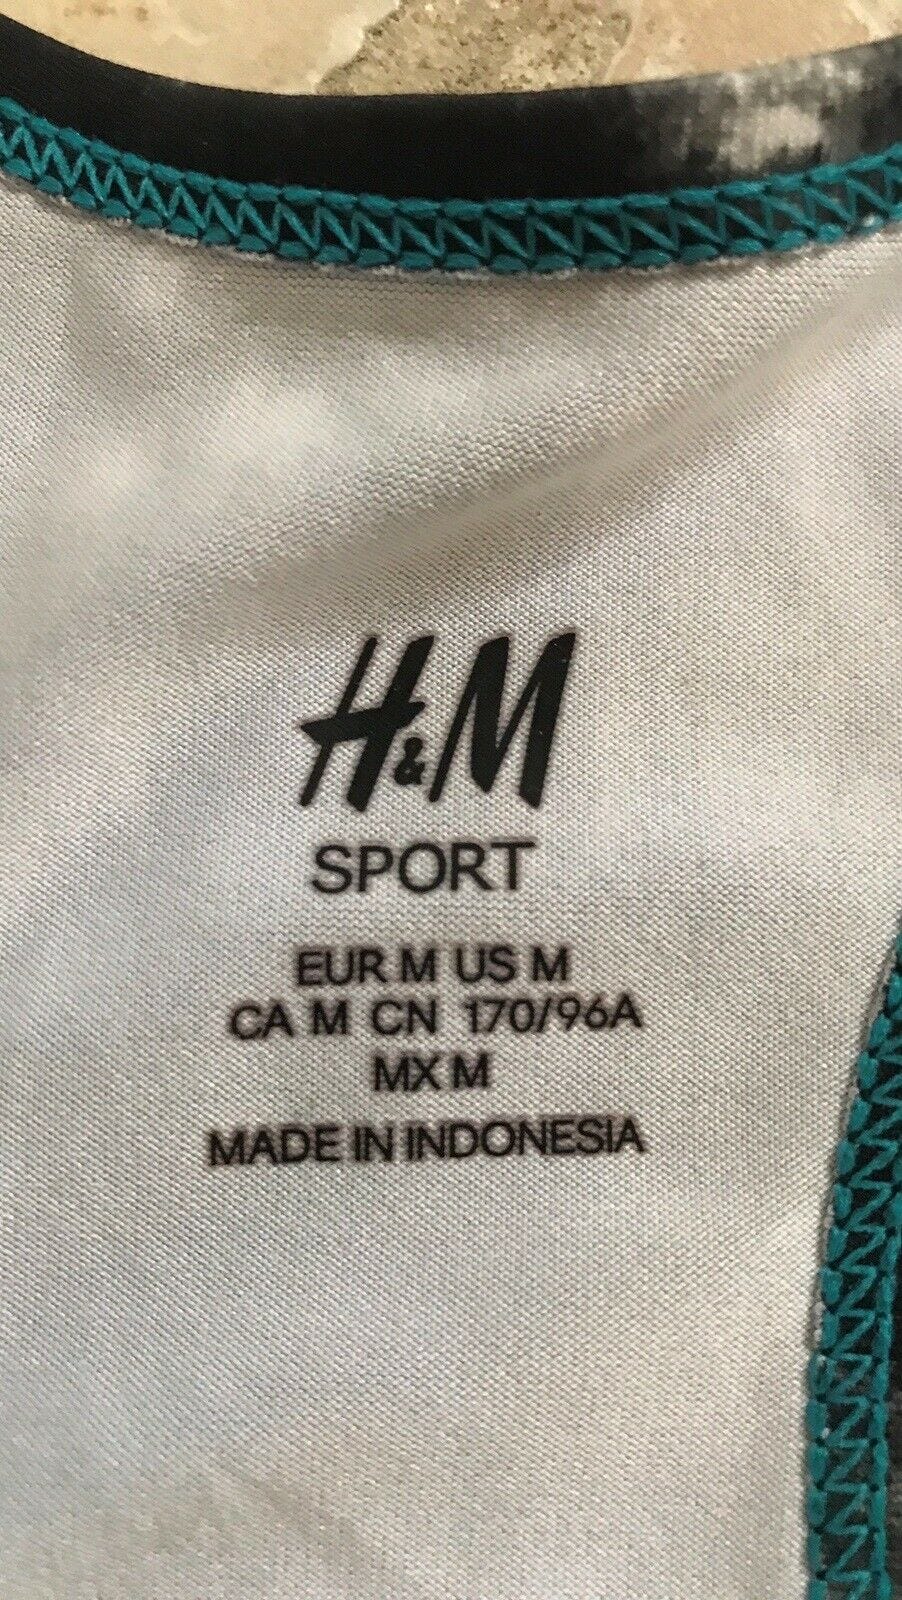 H&M
SPORT
EUR M US M
CA M CN 170/96A
MX M
MADE IN INDONESIA